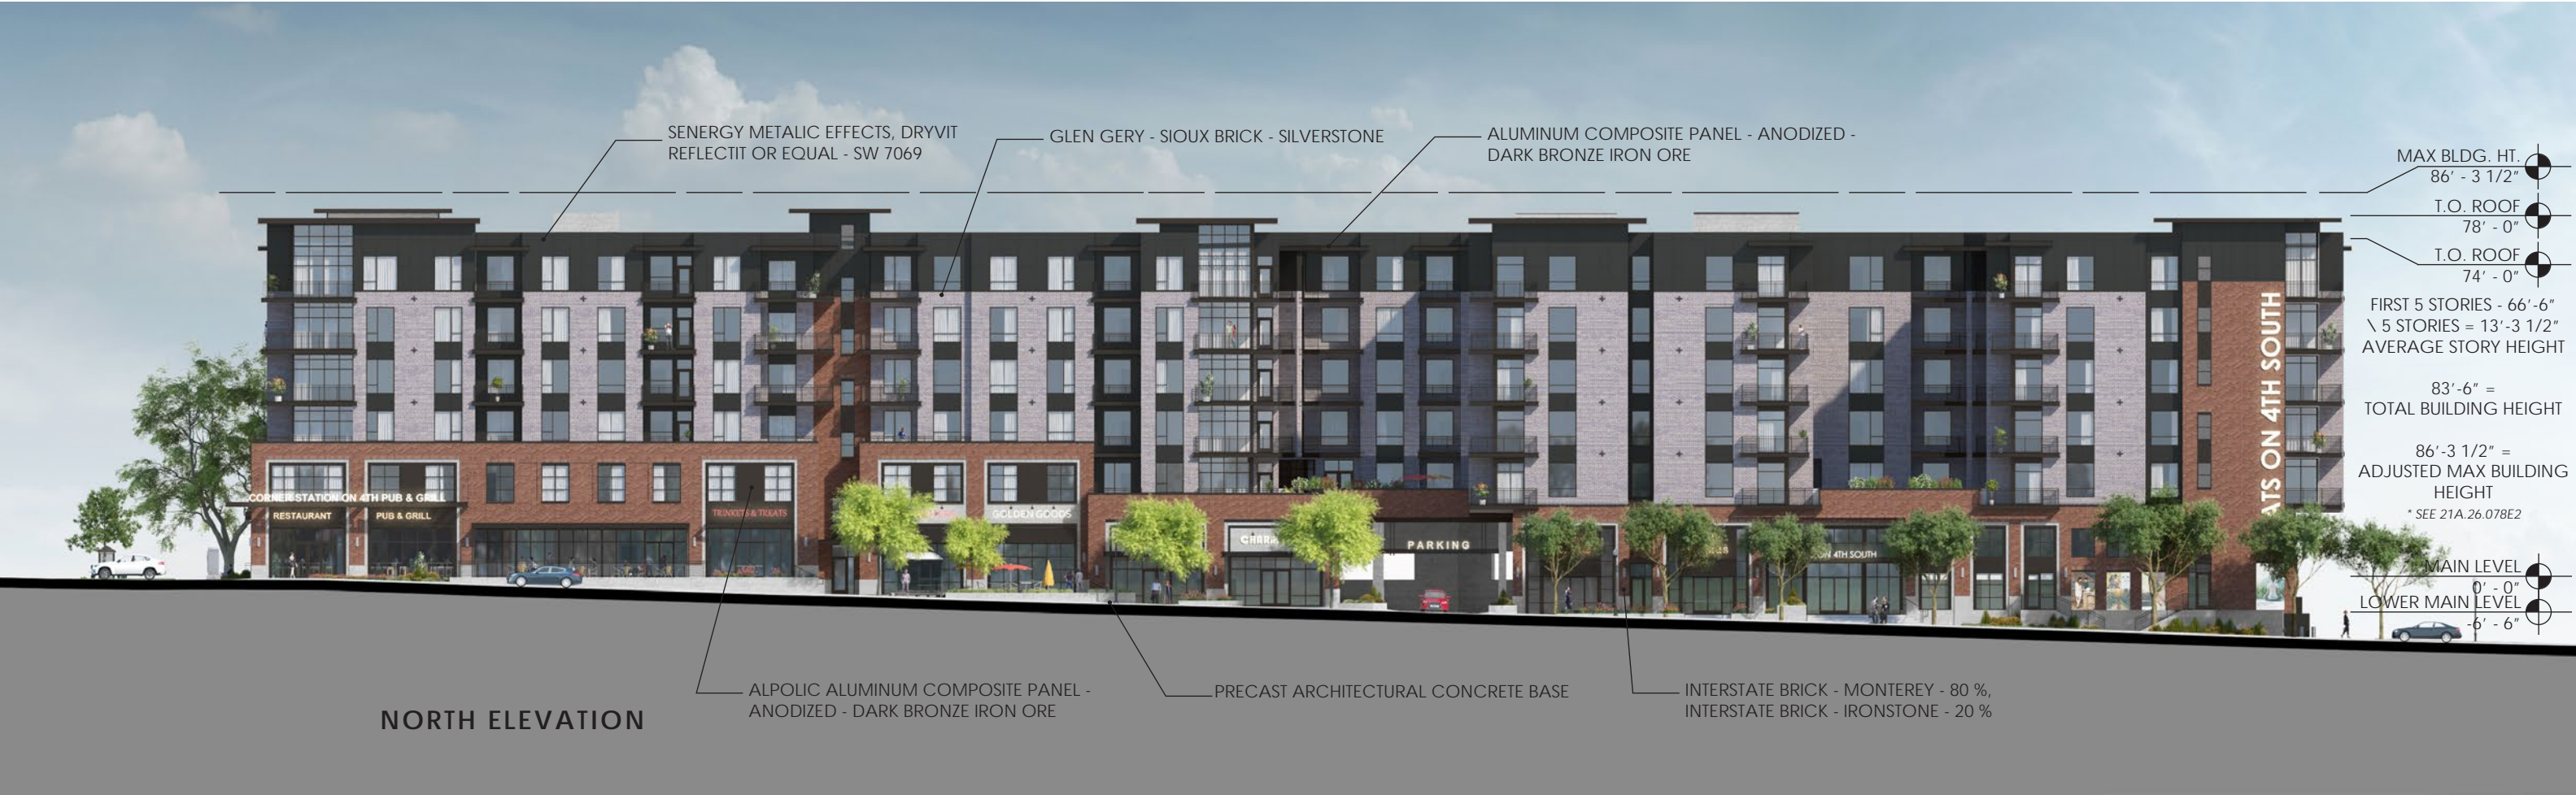 SENERGY METALIC EFFECTS, DRYVIT
REFLECTIT OR EQUAL - SW 7069
GLEN GERY - SIOUX BRICK - SILVERSTONE
ALUMINUM COMPOSITE PANEL - ANODIZED -
DARK BRONZE IRON ORE
MAX BLDG. HT.
86' - 3 1/2"
T.O. ROOF
78' - 0"
T.O. ROOF
74' - 0"
FIRST 5 STORIES - 66'-6"
\ 5 STORIES = 13'-3 1/2"
AVERAGE STORY HEIGHT
83'-6" =
TOTAL BUILDING HEIGHT
86'-3 1/2" =
ADJUSTED MAX BUILDING
HEIGHT
* SEE 21A.26.078E2
MAIN LEVEL
0' - 0"
LOWER MAIN LEVEL
-6' - 6"
ATS ON 4TH SOUTH
CORNER STATION ON 4TH PUB & GRILL
RESTAURANT
PUB & GRILL
TRINKETS & TREATS
GOLDEN GOODS
PARKING
ON 4TH SOUTH
ALPOLIC ALUMINUM COMPOSITE PANEL -
ANODIZED - DARK BRONZE IRON ORE
PRECAST ARCHITECTURAL CONCRETE BASE
INTERSTATE BRICK - MONTEREY - 80 %,
INTERSTATE BRICK - IRONSTONE - 20 %
NORTH ELEVATION